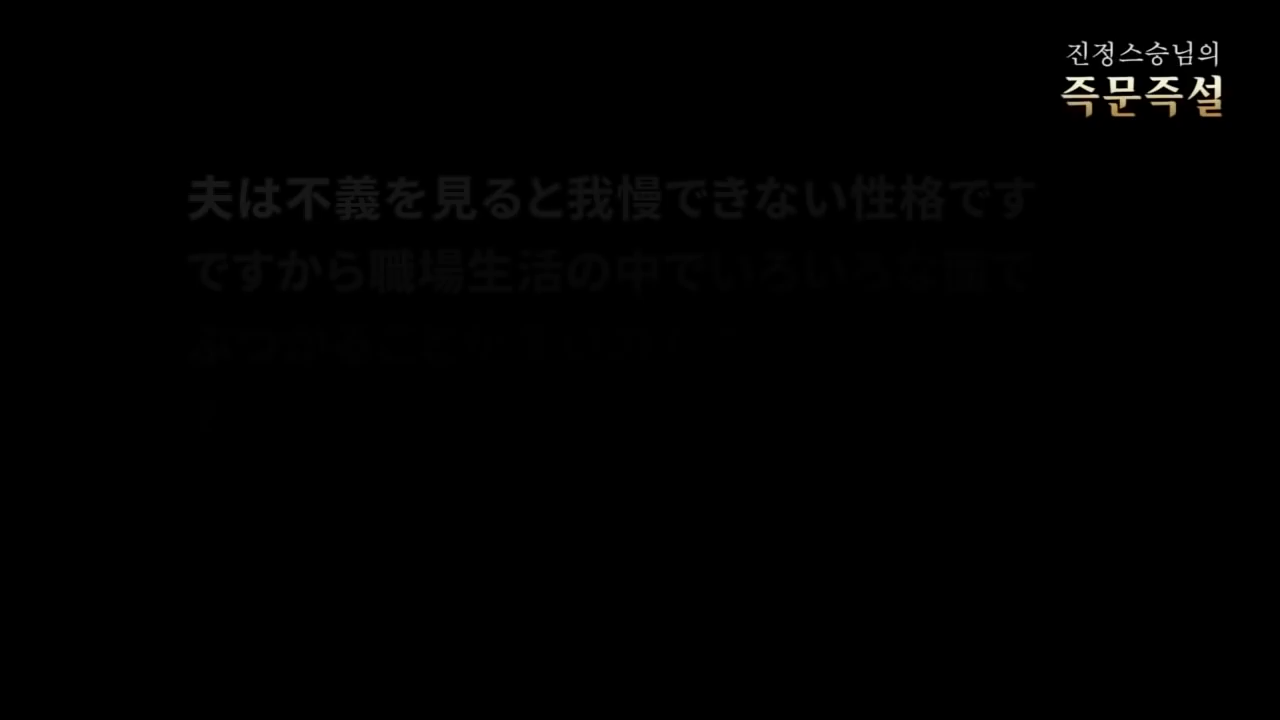 진정스승님의
즉문즉설
夫は不義を見ると我慢できない性格です
ですから職場生活の中でいろいろな面で